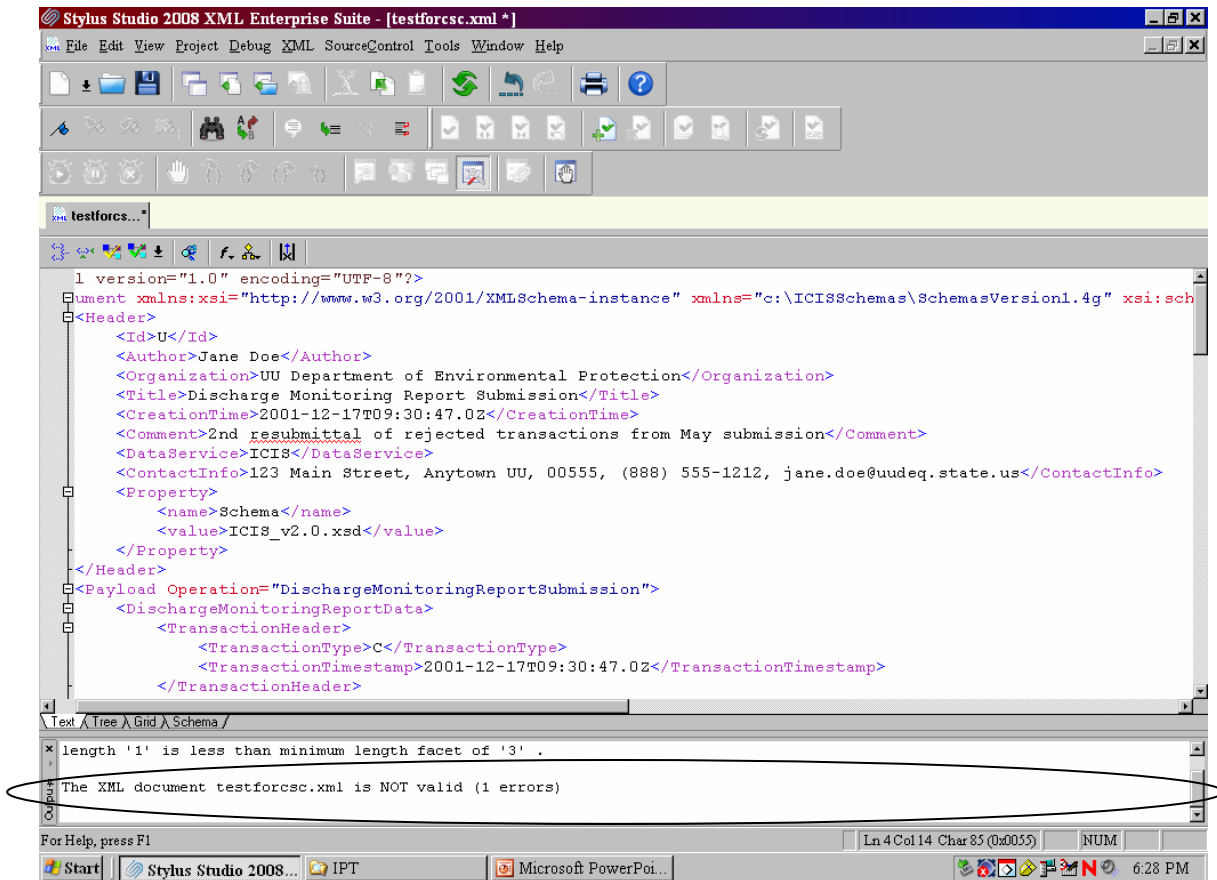 Stylus Studio 2008 XML Enterprise Suite - [testforcsc.xml *]
File Edit View Project Debug XML SourceControl Tools Window Help
testforcs...*
l version="1.0" encoding="UTF-8"?>
ument xmlns:xsi="http://www.w3.org/2001/XMLSchema-instance" xmlns="c:\ICISSchemas\SchemasVersion1.4g" xsi:sch
<Header>
<Id>U</Id>
<Author>Jane Doe</Author>
<Organization>UU Department of Environmental Protection</Organization>
<Title>Discharge Monitoring Report Submission</Title>
<CreationTime>2001-12-17T09:30:47.0Z</CreationTime>
<Comment>2nd resubmittal of rejected transactions from May submission</Comment>
<DataService>ICIS</DataService>
<ContactInfo>123 Main Street, Anytown UU, 00555, (888) 555-1212, jane.doe@uudeq.state.us</ContactInfo>
<Property>
<name>Schema</name>
<value>ICIS_v2.0.xsd</value>
</Property>
</Header>
<Payload Operation="DischargeMonitoringReportSubmission">
<DischargeMonitoringReportData>
<TransactionHeader>
<TransactionType>C</TransactionType>
<TransactionTimestamp>2001-12-17T09:30:47.0Z</TransactionTimestamp>
</TransactionHeader>
Text Tree Grid Schema
length '1' is less than minimum length facet of '3' .
The XML document testforcsc.xml is NOT valid (1 errors)
For Help, press F1
Ln 4 Col 14 Char 85 (0x0055) NUM
Start Stylus Studio 2008... IPT Microsoft PowerPoi... 6:28 PM